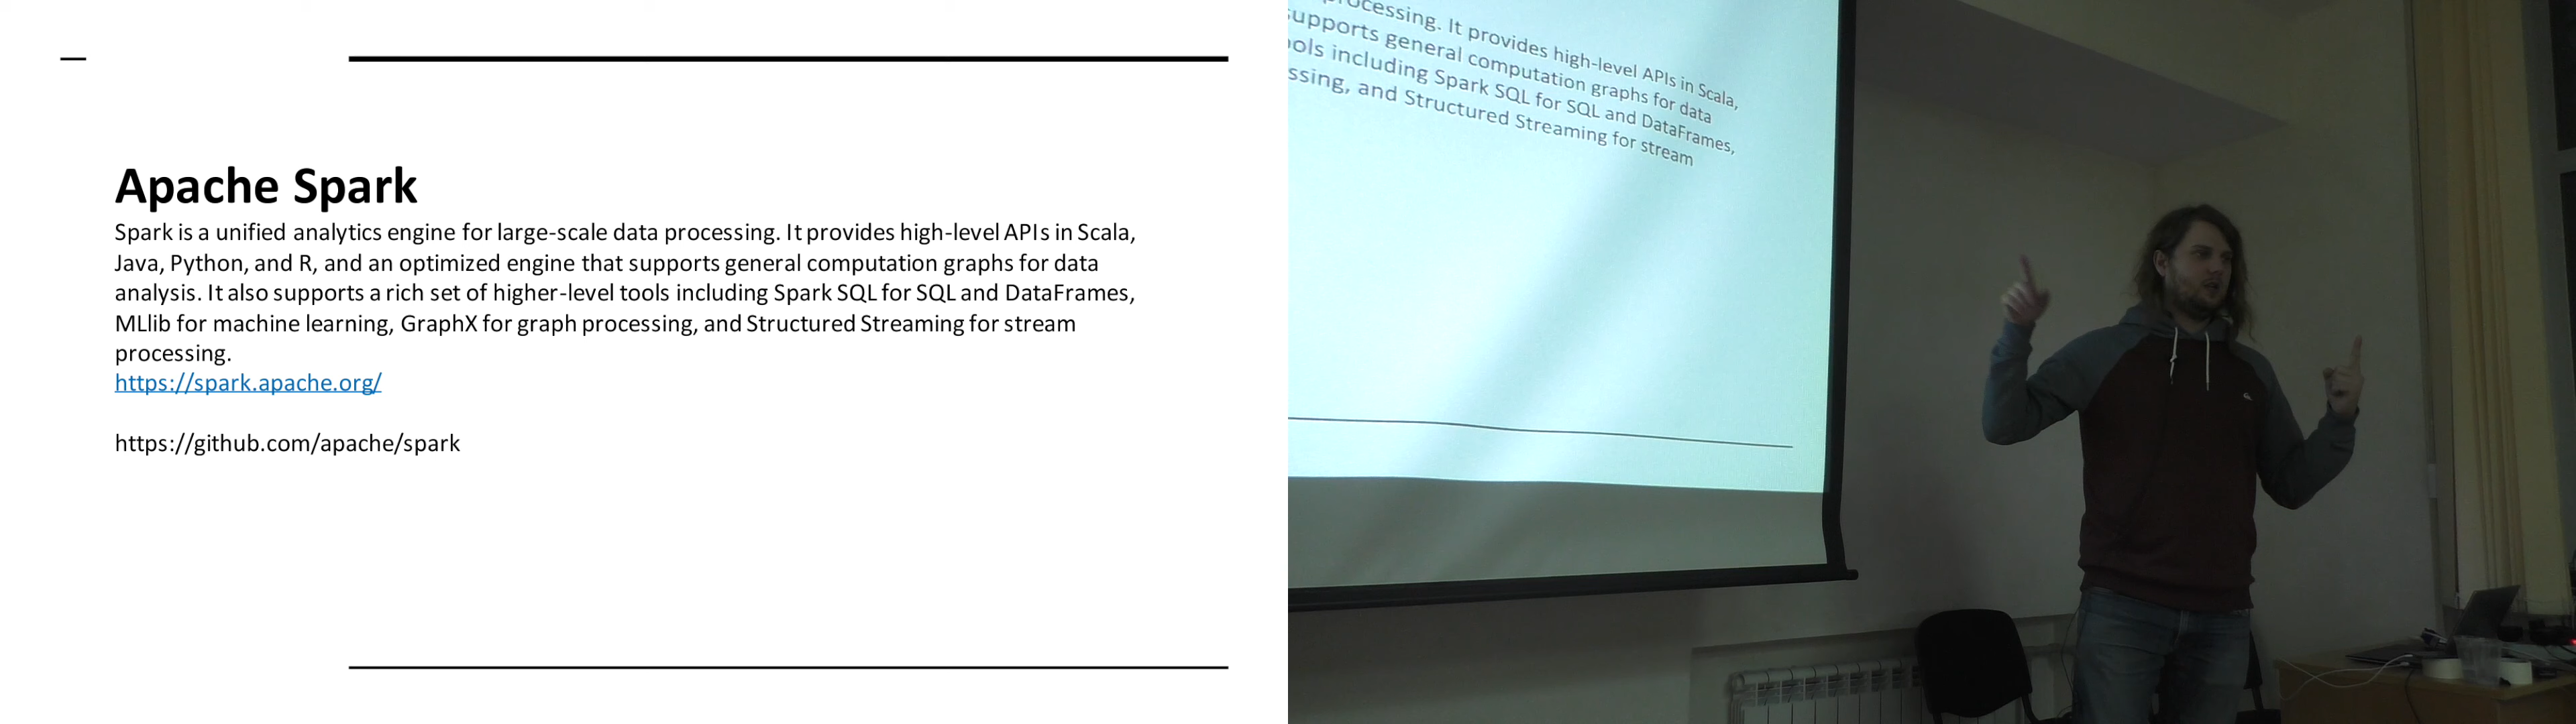 Apache Spark
Spark is a unified analytics engine for large-scale data processing. It provides high-level APIs in Scala,
Java, Python, and R, and an optimized engine that supports general computation graphs for data
analysis. It also supports a rich set of higher-level tools including Spark SQL for SQL and DataFrames,
MLlib for machine learning, GraphX for graph processing, and Structured Streaming for stream
processing.
https://spark.apache.org/
https://github.com/apache/spark
ocessing. It provides high-level APIs in Scala,
upports general computation graphs for data
ols including Spark SQL for SQL and DataFrames,
ssing, and Structured Streaming for stream